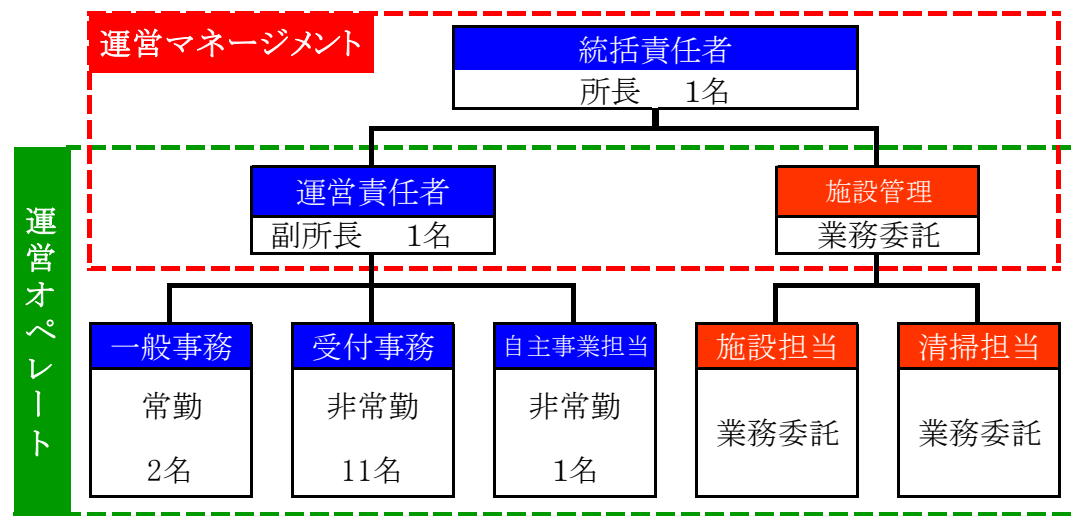 運営マネージメント
統括責任者
所長 1名
運営オペレート
運営責任者
副所長 1名
施設管理
業務委託
一般事務
常勤
2名
受付事務
非常勤
11名
自主事業担当
非常勤
1名
施設担当
業務委託
清掃担当
業務委託